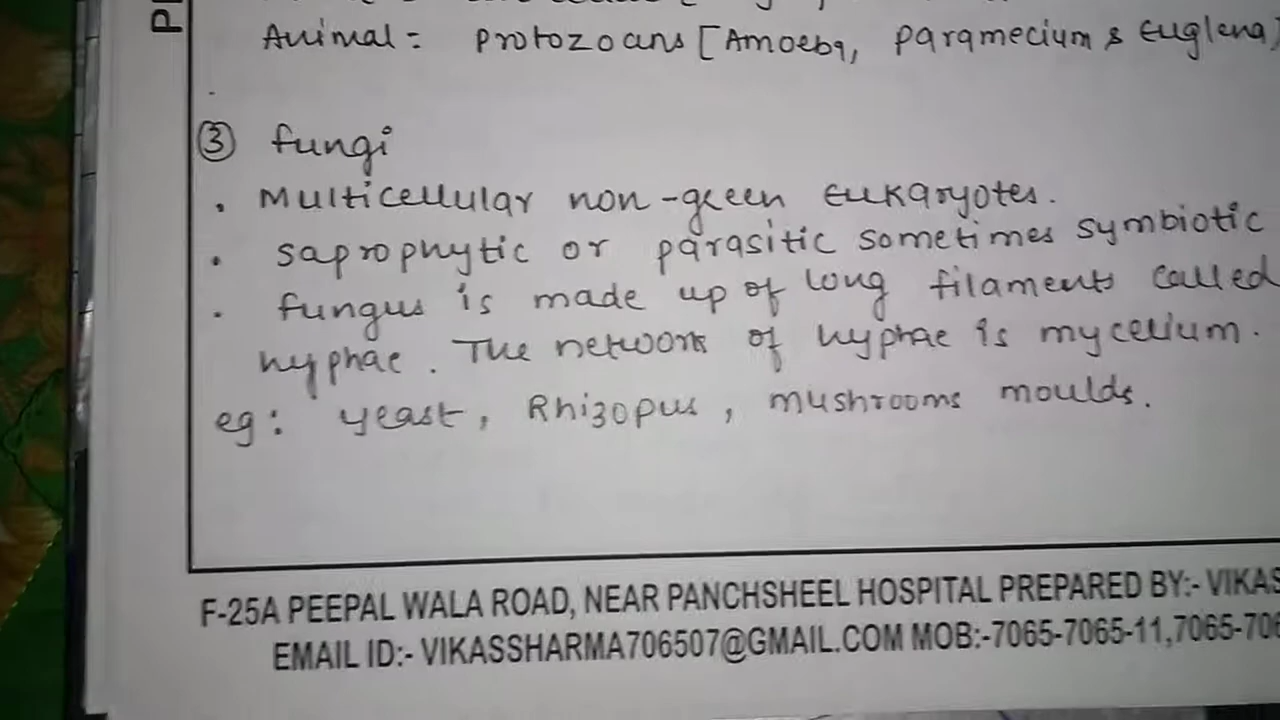 Animal = protozoans [Amoeba, paramecium & Euglena]
③ fungi
. Multicellular non-green Eukaryotes.
. saprophytic or parasitic sometimes symbiotic
. fungus is made up of long filaments called
hyphae. The network of hyphae is mycelium.
eg: yeast, Rhizopus, mushrooms moulds.
F-25A PEEPAL WALA ROAD, NEAR PANCHSHEEL HOSPITAL PREPARED BY:- VIKAS
EMAIL ID:- VIKASSHARMA706507@GMAIL.COM MOB:-7065-7065-11,7065-706